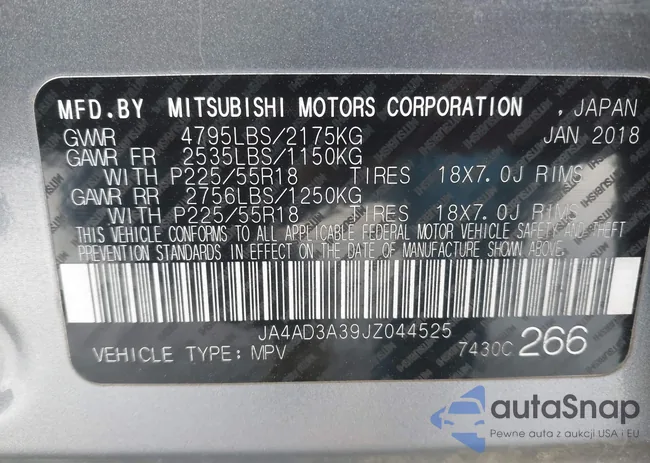 MFD.BY MITSUBISHI MOTORS CORPORATION , JAPAN
GWWR 4795LBS/2175KG JAN 2018
GAWR FR 2535LBS/1150KG
WITH P225/55R18 TIRES 18X7.0J RIMS
GAWR RR 2756LBS/1250KG
WITH P225/55R18 TIRES 18X7.0J RIMS
THIS VEHICLE CONFORMS TO ALL APPLICABLE FEDERAL MOTOR VEHICLE SAFETY AND THEFT
PREVENTION STANDARDS IN EFFECT ON THE DATE OF MANUFACTURE SHOWN ABOVE.
JA4AD3A39JZ044525
VEHICLE TYPE: MPV 7430C 266
autoSnap
Pewne auta z aukcji USA i EU